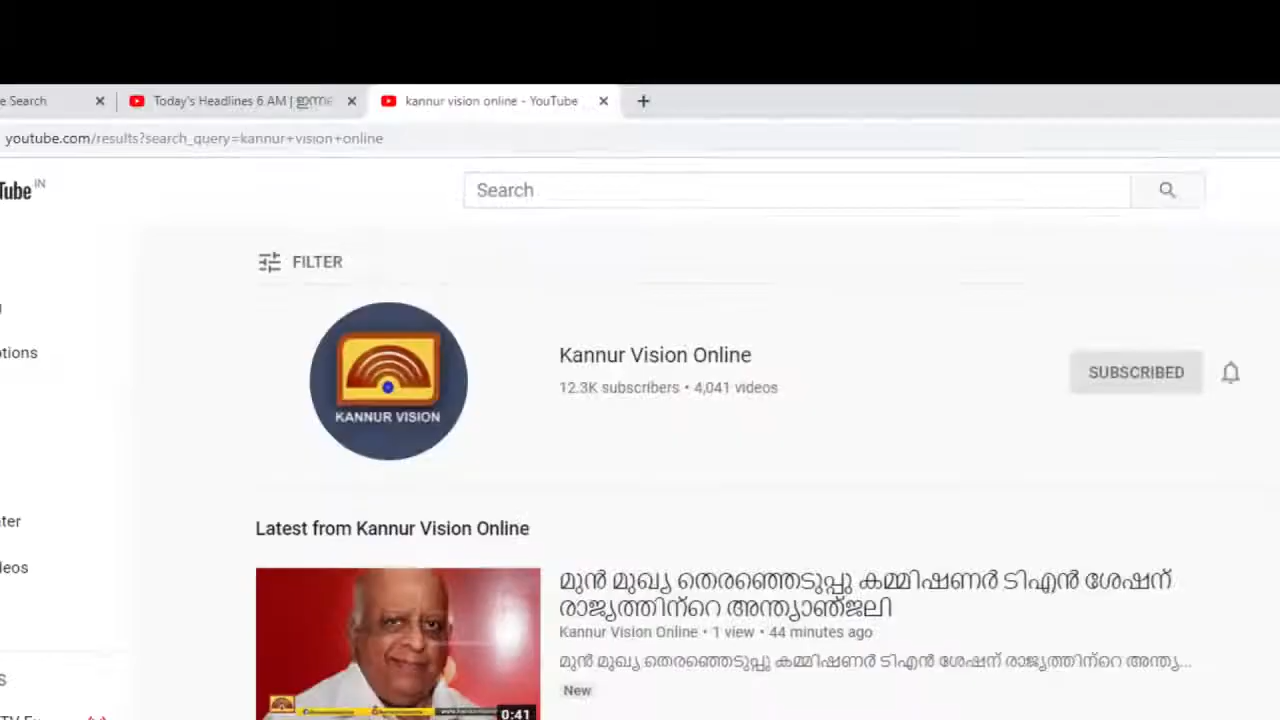 e Search
Today's Headlines 6 AM | ഇന്നത
kannur vision online - YouTube
youtube.com/results?search_query=kannur+vision+online
Tube IN
Search
FILTER
ptions
KANNUR VISION
Kannur Vision Online
12.3K subscribers • 4,041 videos
SUBSCRIBED
ter
Latest from Kannur Vision Online
leos
മുൻ മുഖ്യ തെരഞ്ഞെടുപ്പു കമ്മിഷണർ ടിഎൻ ശേഷന്
രാജ്യത്തിന്റെ അന്ത്യാഞ്ജലി
Kannur Vision Online • 1 view • 44 minutes ago
മുൻ മുഖ്യ തെരഞ്ഞെടുപ്പു കമ്മിഷണർ ടിഎൻ ശേഷന് രാജ്യത്തിന്റെ അന്ത്യ...
New
S
0:41